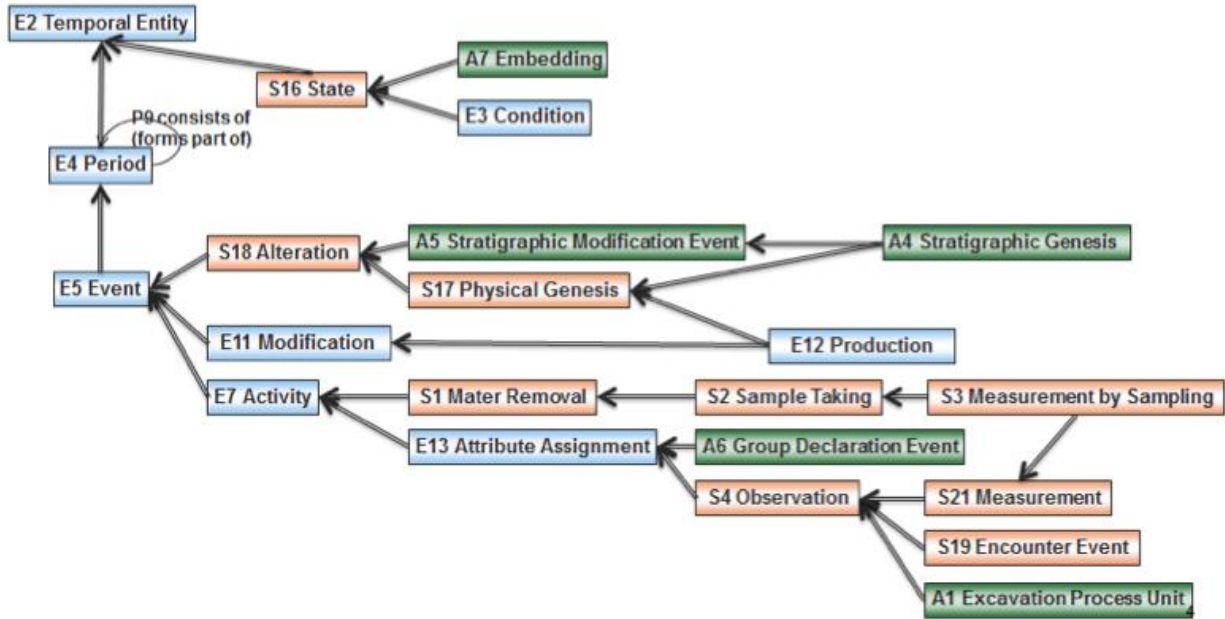 E2 Temporal Entity
A7 Embedding
S16 State
E3 Condition
P9 consists of
(forms part of)
E4 Period
A5 Stratigraphic Modification Event
A4 Stratigraphic Genesis
S18 Alteration
E5 Event
S17 Physical Genesis
E11 Modification
E12 Production
E7 Activity
S1 Mater Removal
S2 Sample Taking
S3 Measurement by Sampling
E13 Attribute Assignment
A6 Group Declaration Event
S4 Observation
S21 Measurement
S19 Encounter Event
A1 Excavation Process Unit
4